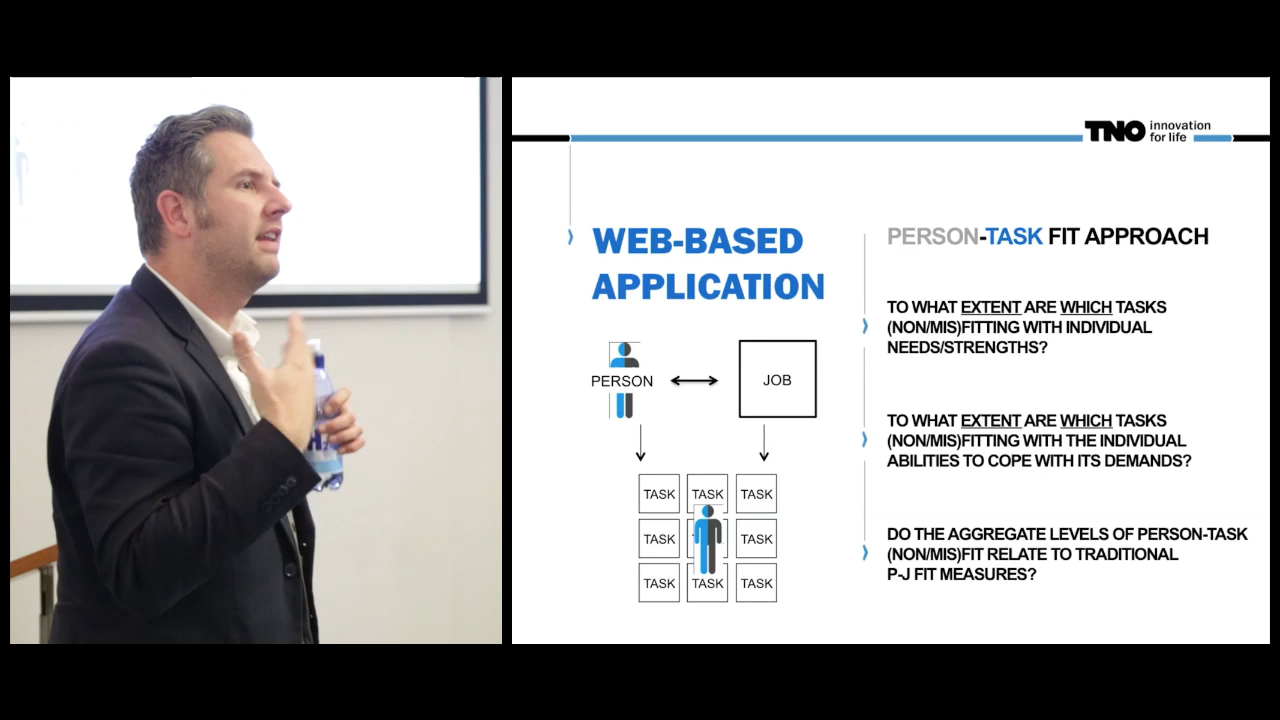 TNO innovation
for life
WEB-BASED
APPLICATION
PERSON
JOB
TASK TASK TASK
TASK TASK
TASK TASK TASK
PERSON-TASK FIT APPROACH
TO WHAT EXTENT ARE WHICH TASKS
(NON/MIS)FITTING WITH INDIVIDUAL
NEEDS/STRENGTHS?
TO WHAT EXTENT ARE WHICH TASKS
(NON/MIS)FITTING WITH THE INDIVIDUAL
ABILITIES TO COPE WITH ITS DEMANDS?
DO THE AGGREGATE LEVELS OF PERSON-TASK
(NON/MIS)FIT RELATE TO TRADITIONAL
P-J FIT MEASURES?